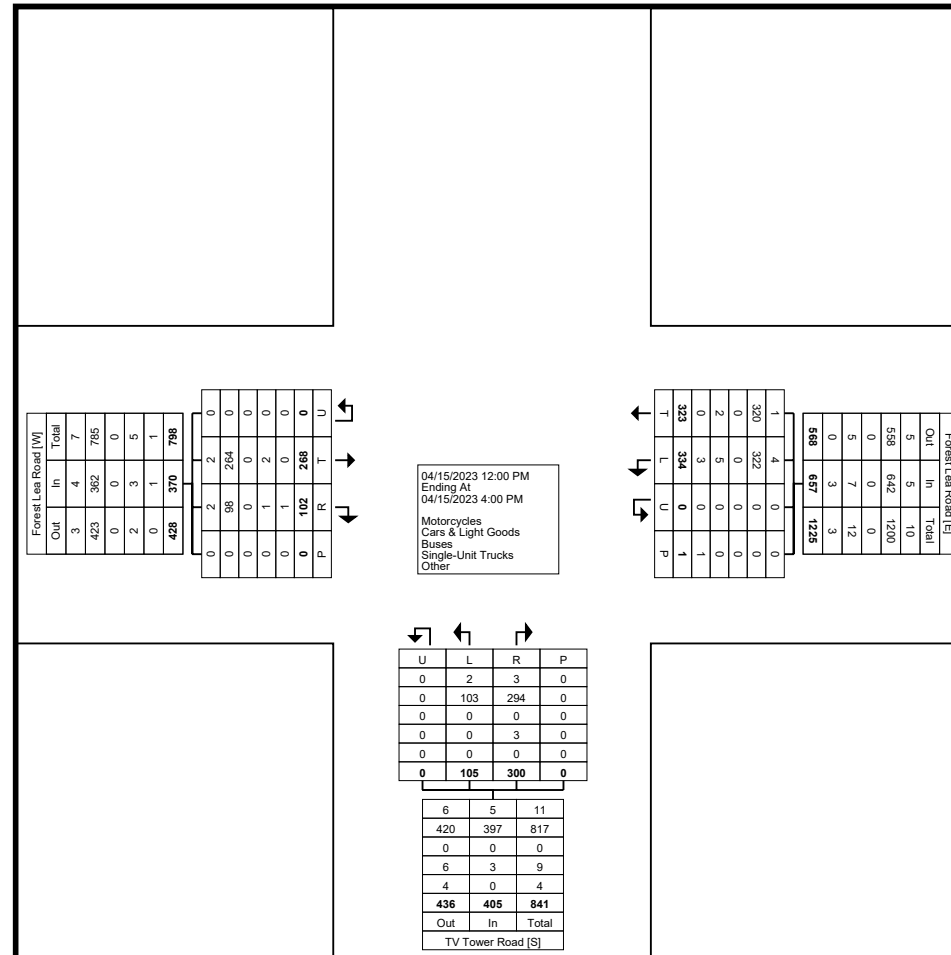 U T R P
0 268 102 0
0 0 1 0
0 2 1 0
0 0 0 0
0 264 98 0
0 2 2 0
798 370 428
1 1 0
5 3 2
0 0 0
785 362 423
7 4 3
Total In Out
Forest Lea Road [W]
04/15/2023 12:00 PM
Ending At
04/15/2023 4:00 PM
Motorcycles
Cars & Light Goods
Buses
Single-Unit Trucks
Other
Forest Lea Road [E]
Out In Total
5 5 10
558 642 1200
0 0 0
5 7 12
0 3 3
568 657 1225
1 4 0 0
320 322 0 0
0 0 0 0
2 5 0 0
0 3 0 1
323 334 0 1
T L U P
U L R P
0 2 3 0
0 103 294 0
0 0 0 0
0 0 3 0
0 0 0 0
0 105 300 0
6 5 11
420 397 817
0 0 0
6 3 9
4 0 4
436 405 841
Out In Total
TV Tower Road [S]